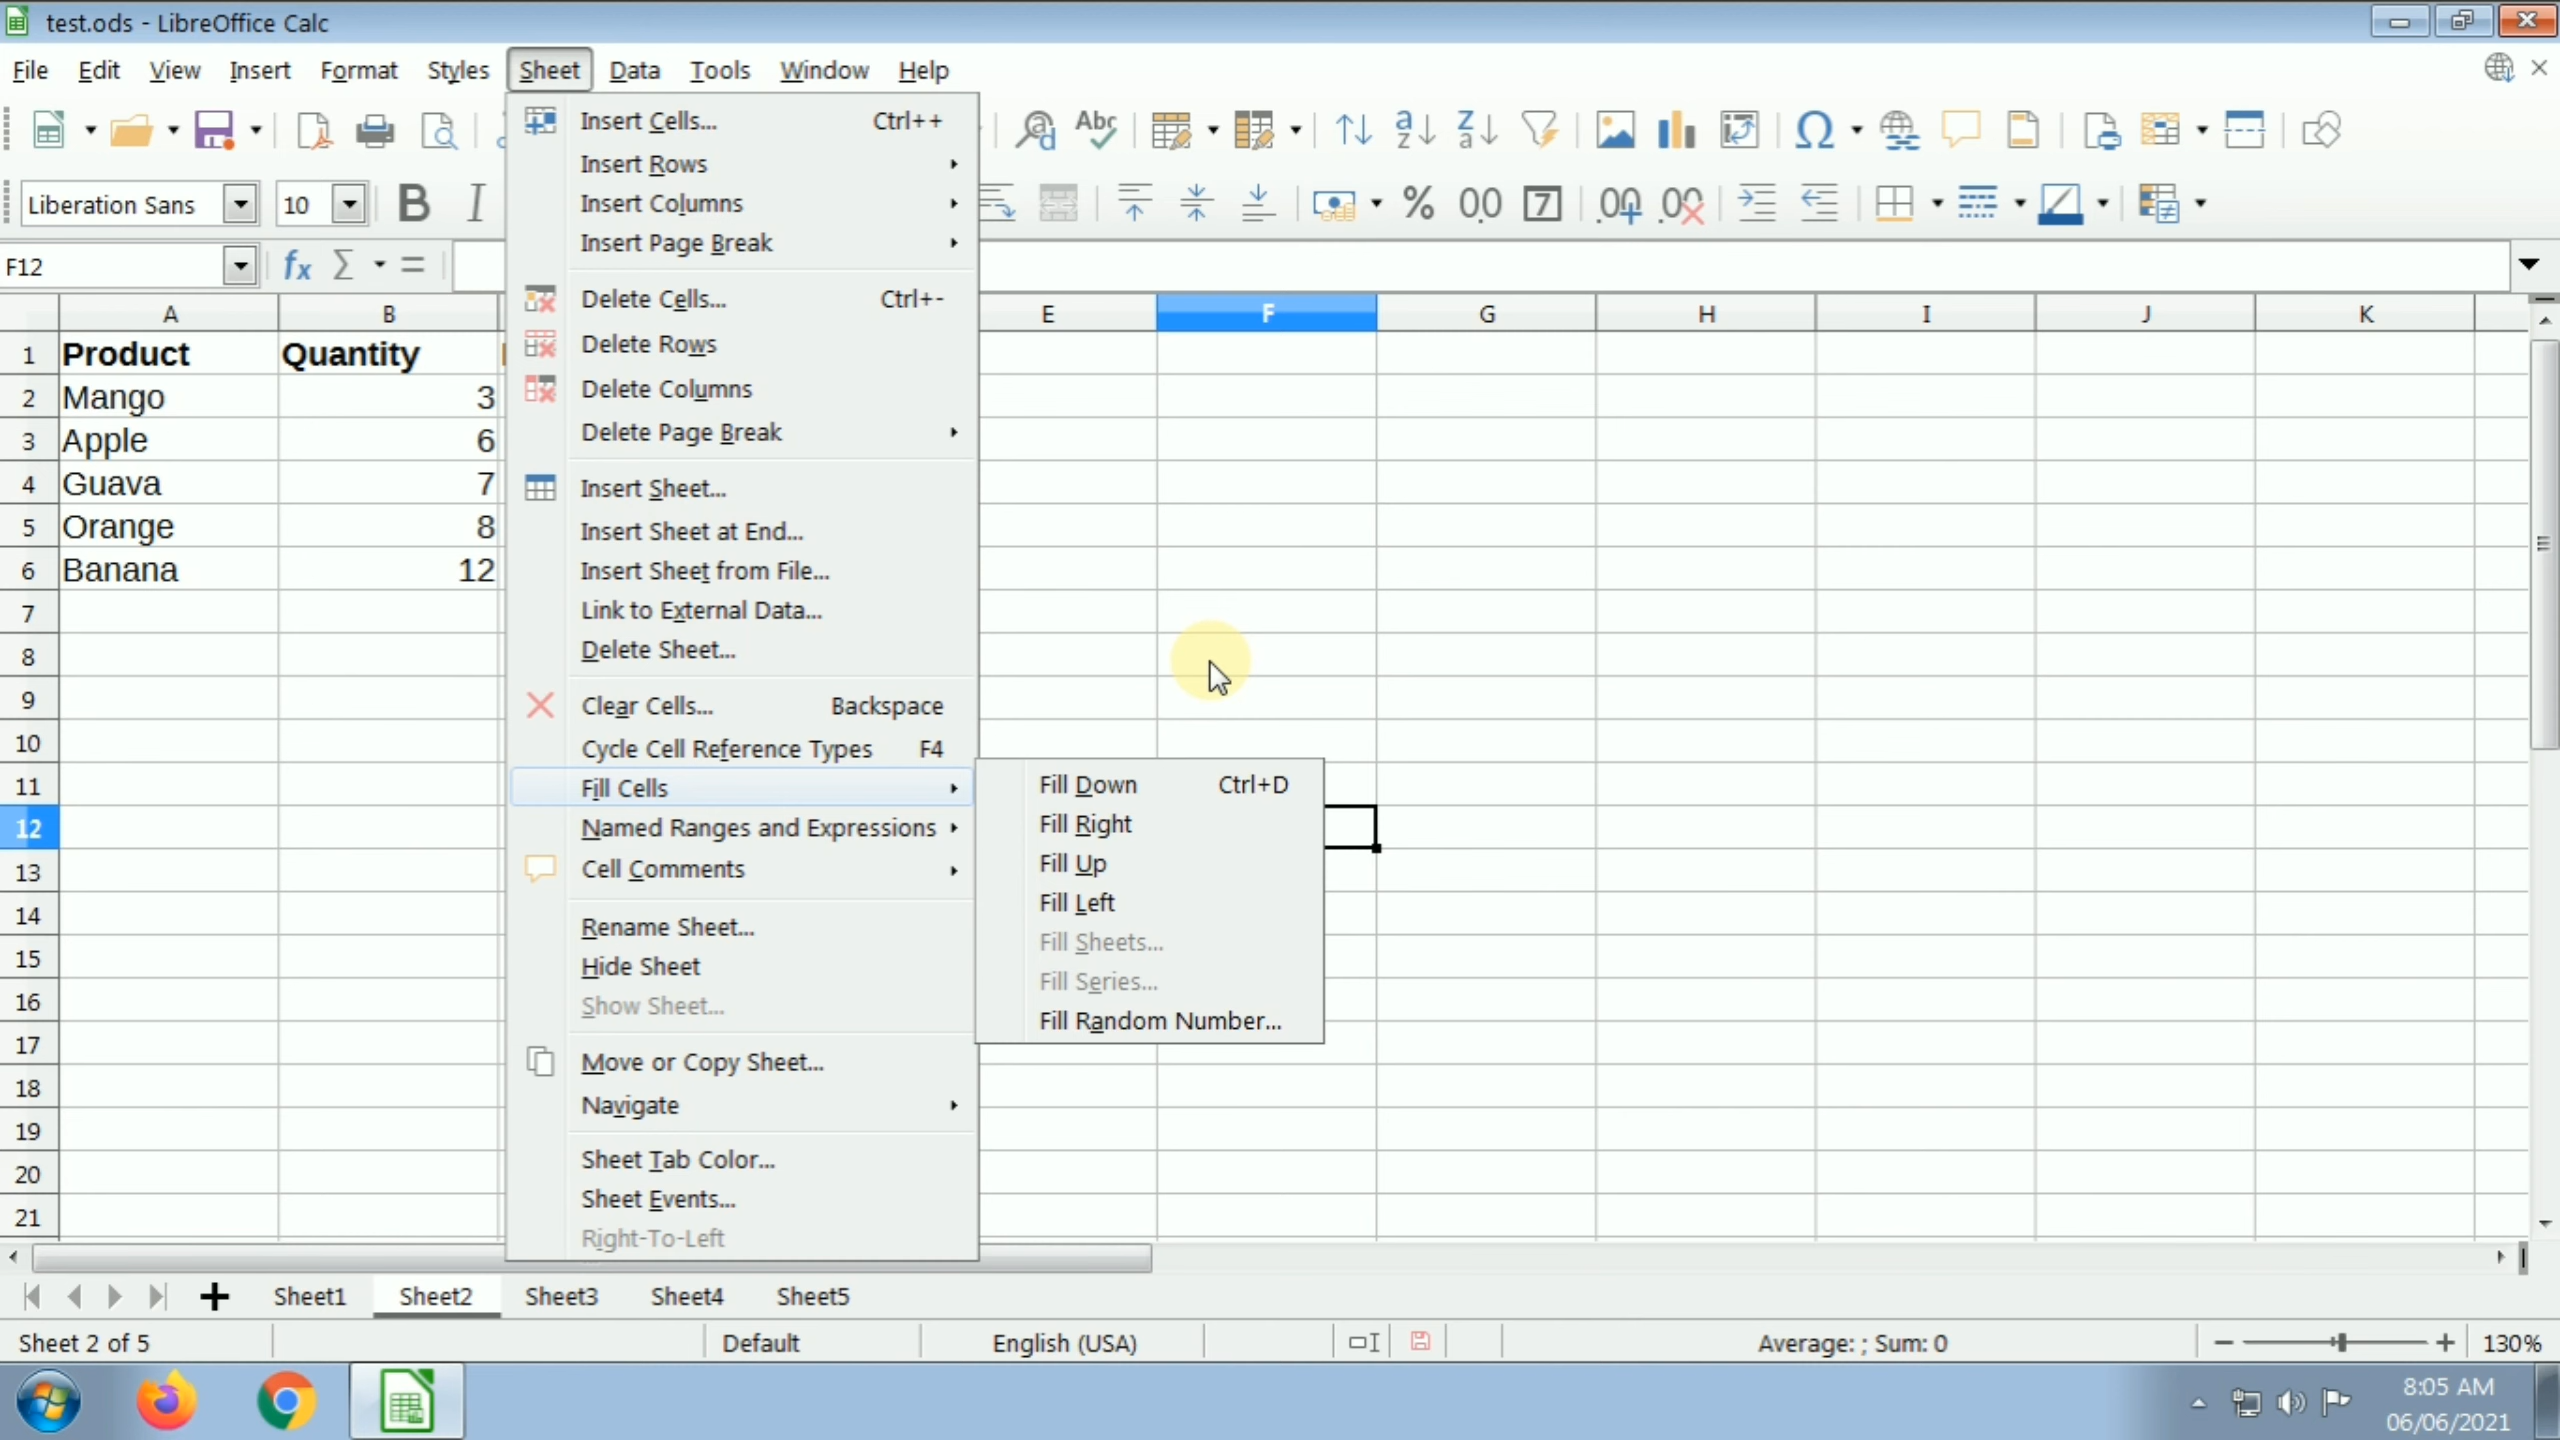 test.ods - LibreOffice Calc
File Edit View Insert Format Styles Sheet Data Tools Window Help
Abc
Liberation Sans 10 B I % 00 7 .00 .00
F12 fx Σ =
A B E F G H I J K
1 Product Quantity
2 Mango 3
3 Apple 6
4 Guava 7
5 Orange 8
6 Banana 12
7
8
9
10
11
12
13
14
15
16
17
18
19
20
21
Insert Cells... Ctrl++
Insert Rows
Insert Columns
Insert Page Break
Delete Cells... Ctrl+-
Delete Rows
Delete Columns
Delete Page Break
Insert Sheet...
Insert Sheet at End...
Insert Sheet from File...
Link to External Data...
Delete Sheet...
Clear Cells... Backspace
Cycle Cell Reference Types F4
Fill Cells
Named Ranges and Expressions
Cell Comments
Rename Sheet...
Hide Sheet
Show Sheet...
Move or Copy Sheet...
Navigate
Sheet Tab Color...
Sheet Events...
Right-To-Left
Fill Down Ctrl+D
Fill Right
Fill Up
Fill Left
Fill Sheets...
Fill Series...
Fill Random Number...
Sheet1 Sheet2 Sheet3 Sheet4 Sheet5
Sheet 2 of 5 Default English (USA) Average: ; Sum: 0 130%
8:05 AM
06/06/2021